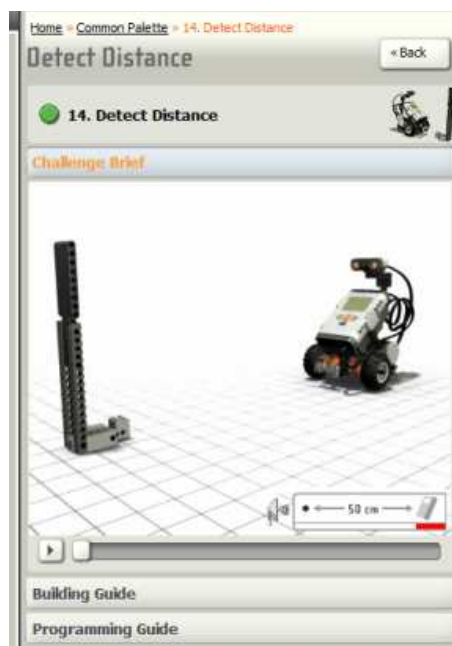 Home » Common Palette » 14. Detect Distance
Detect Distance
« Back
14. Detect Distance
Challenge Brief
50 cm
Building Guide
Programming Guide